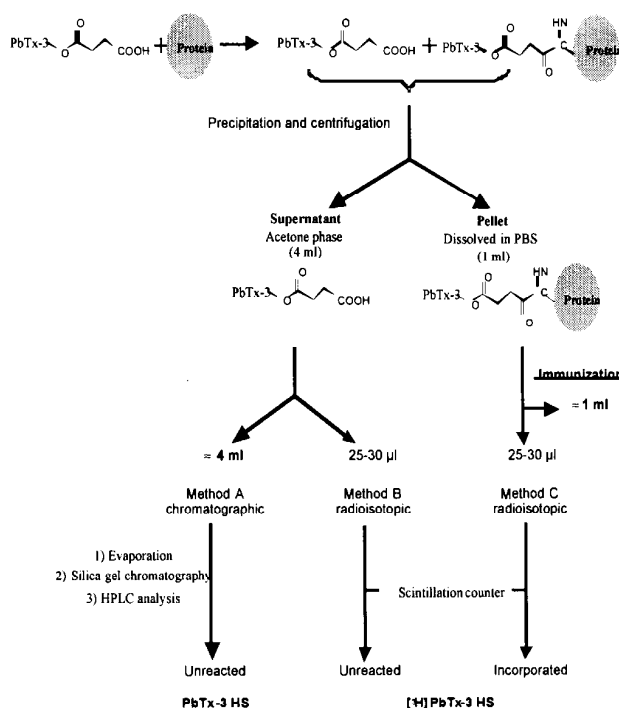 O HN
PbTx-3 O COOH + Protein PbTx-3 O O COOH + PbTx-3 O O C O Protein
Precipitation and centrifugation
Supernatant
Acetone phase
(4 ml)
Pellet
Dissolved in PBS
(1 ml)
PbTx-3 O O COOH
PbTx-3 O O O C HN Protein
Immunization
≈ 1 ml
≈ 4 ml 25-30 µl 25-30 µl
Method A
chromatographic
Method B
radioisotopic
Method C
radioisotopic
1) Evaporation
2) Silica gel chromatography
3) HPLC analysis
Scintillation counter
Unreacted Unreacted Incorporated
PbTx-3 HS PbTx-3 HS